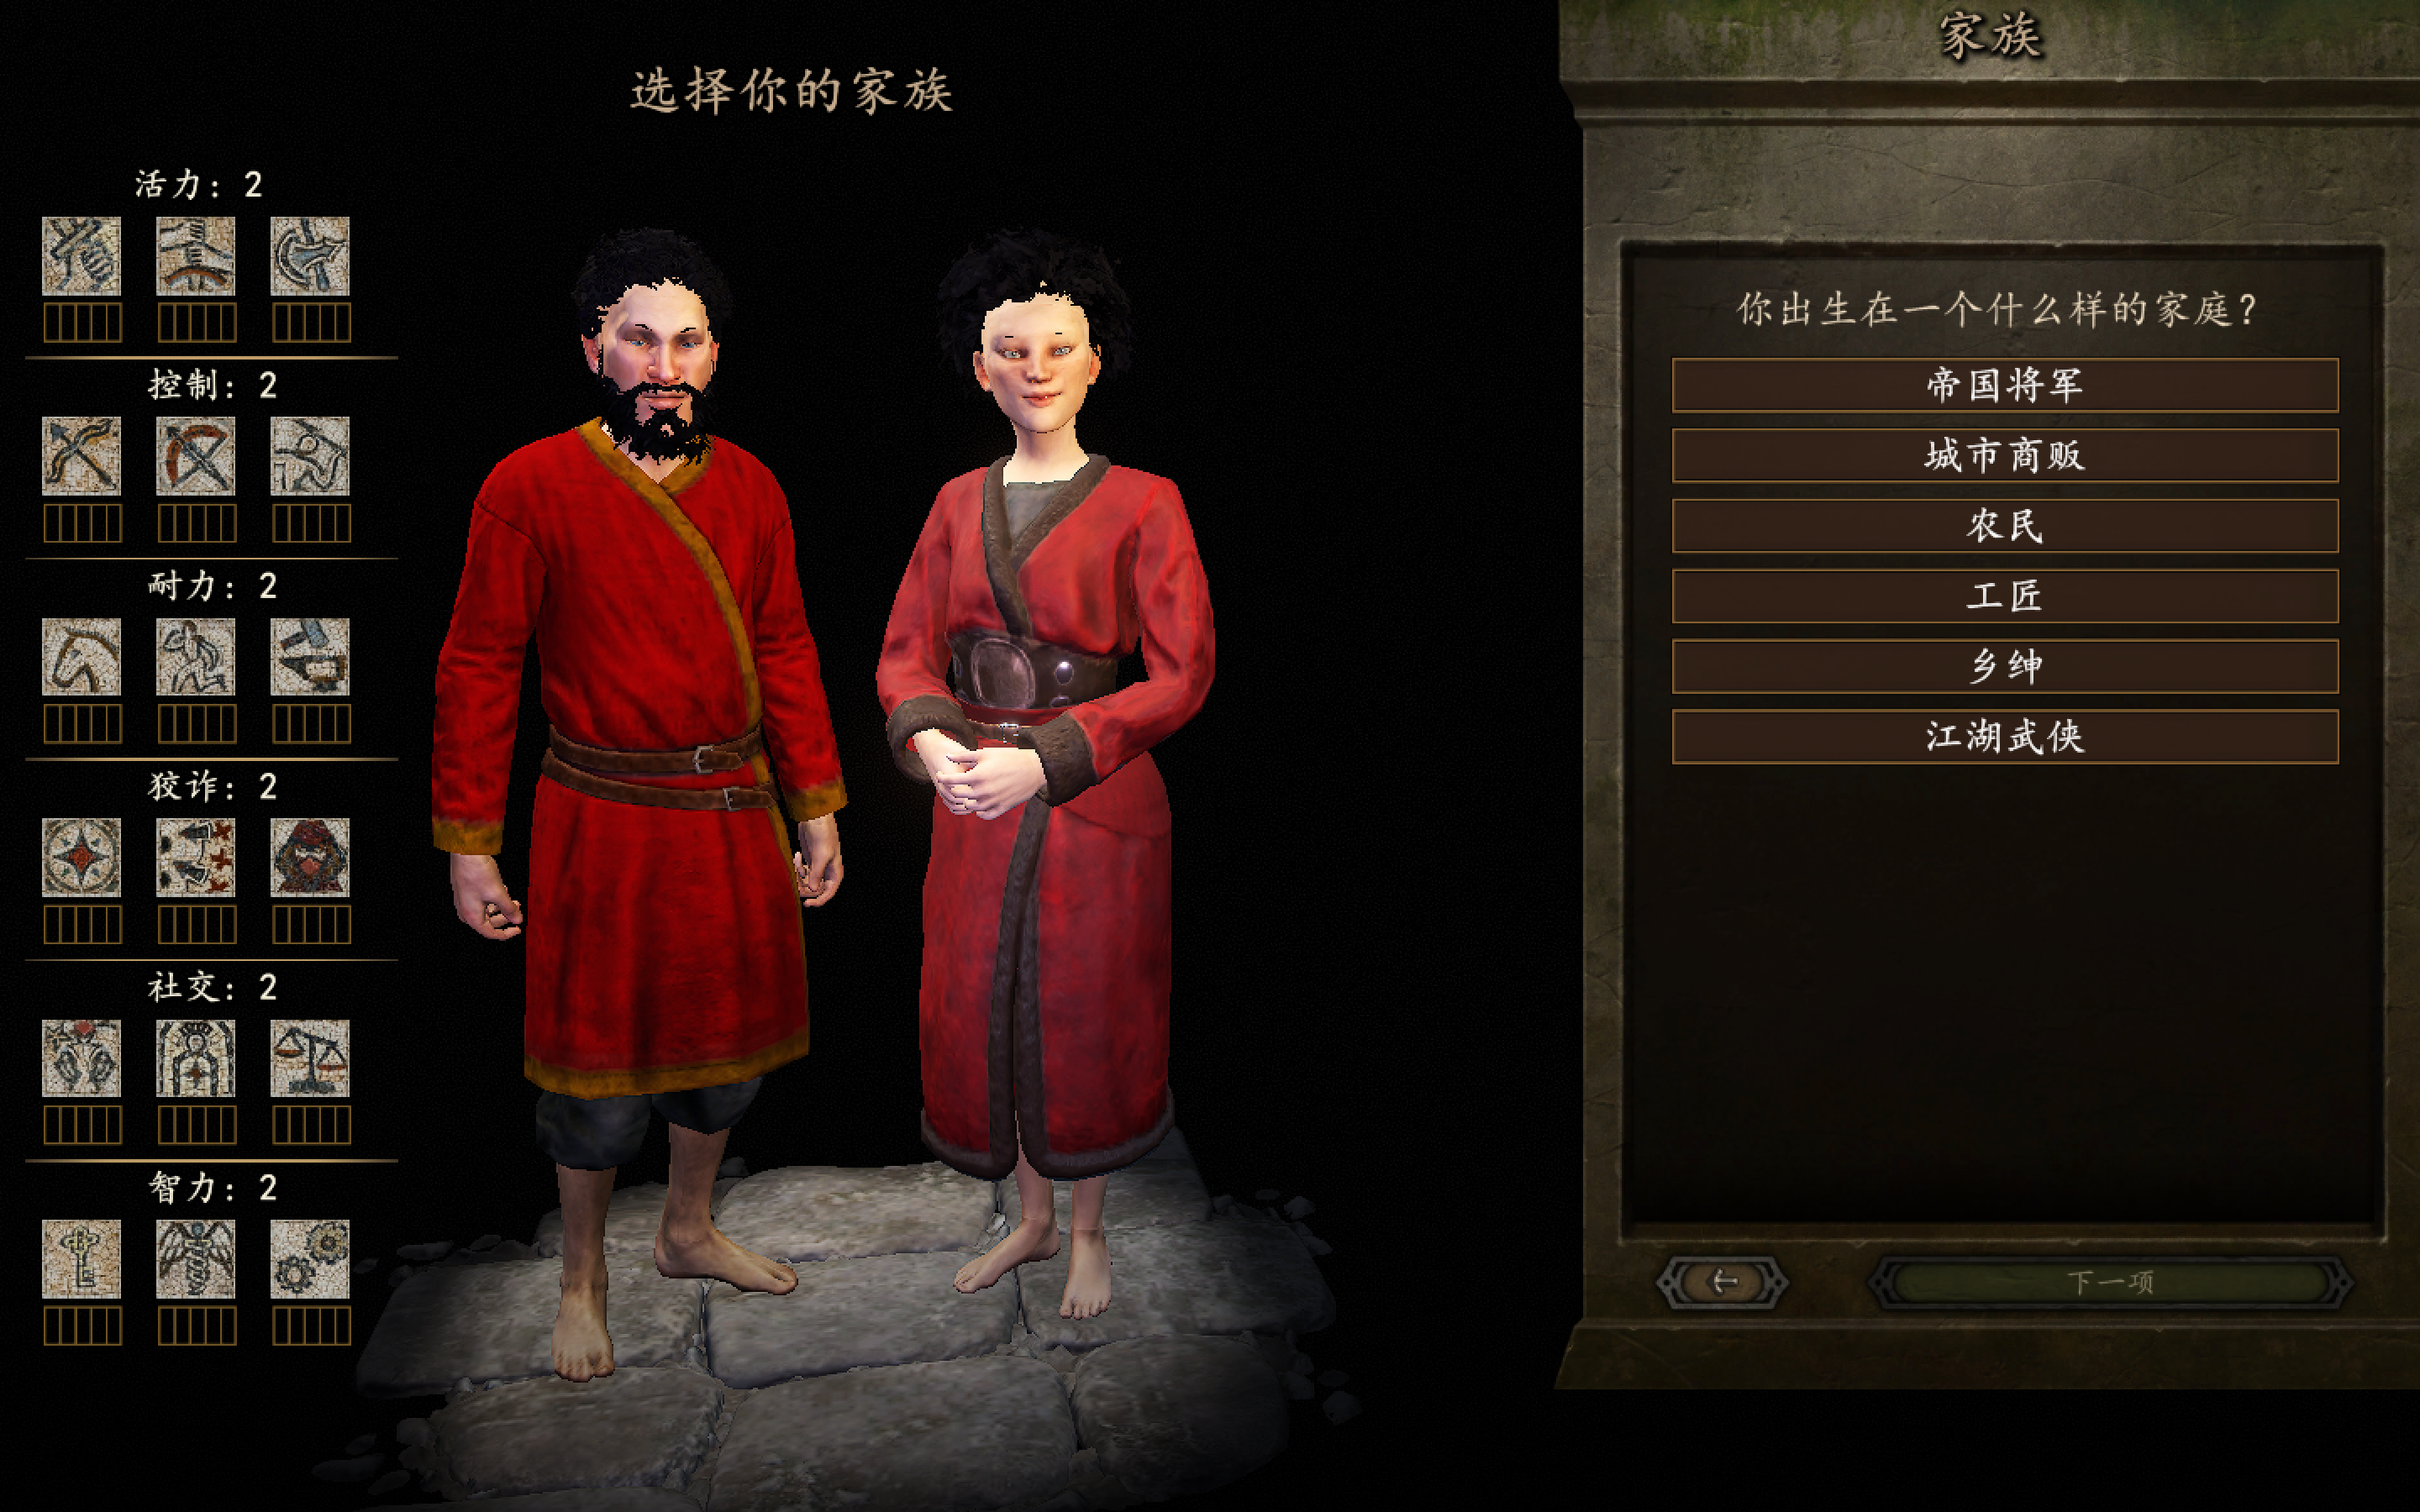 选择你的家族
活力：2
控制：2
耐力：2
狡诈：2
社交：2
智力：2
家族
你出生在一个什么样的家庭？
帝国将军
城市商贩
农民
工匠
乡绅
江湖武侠
下一项